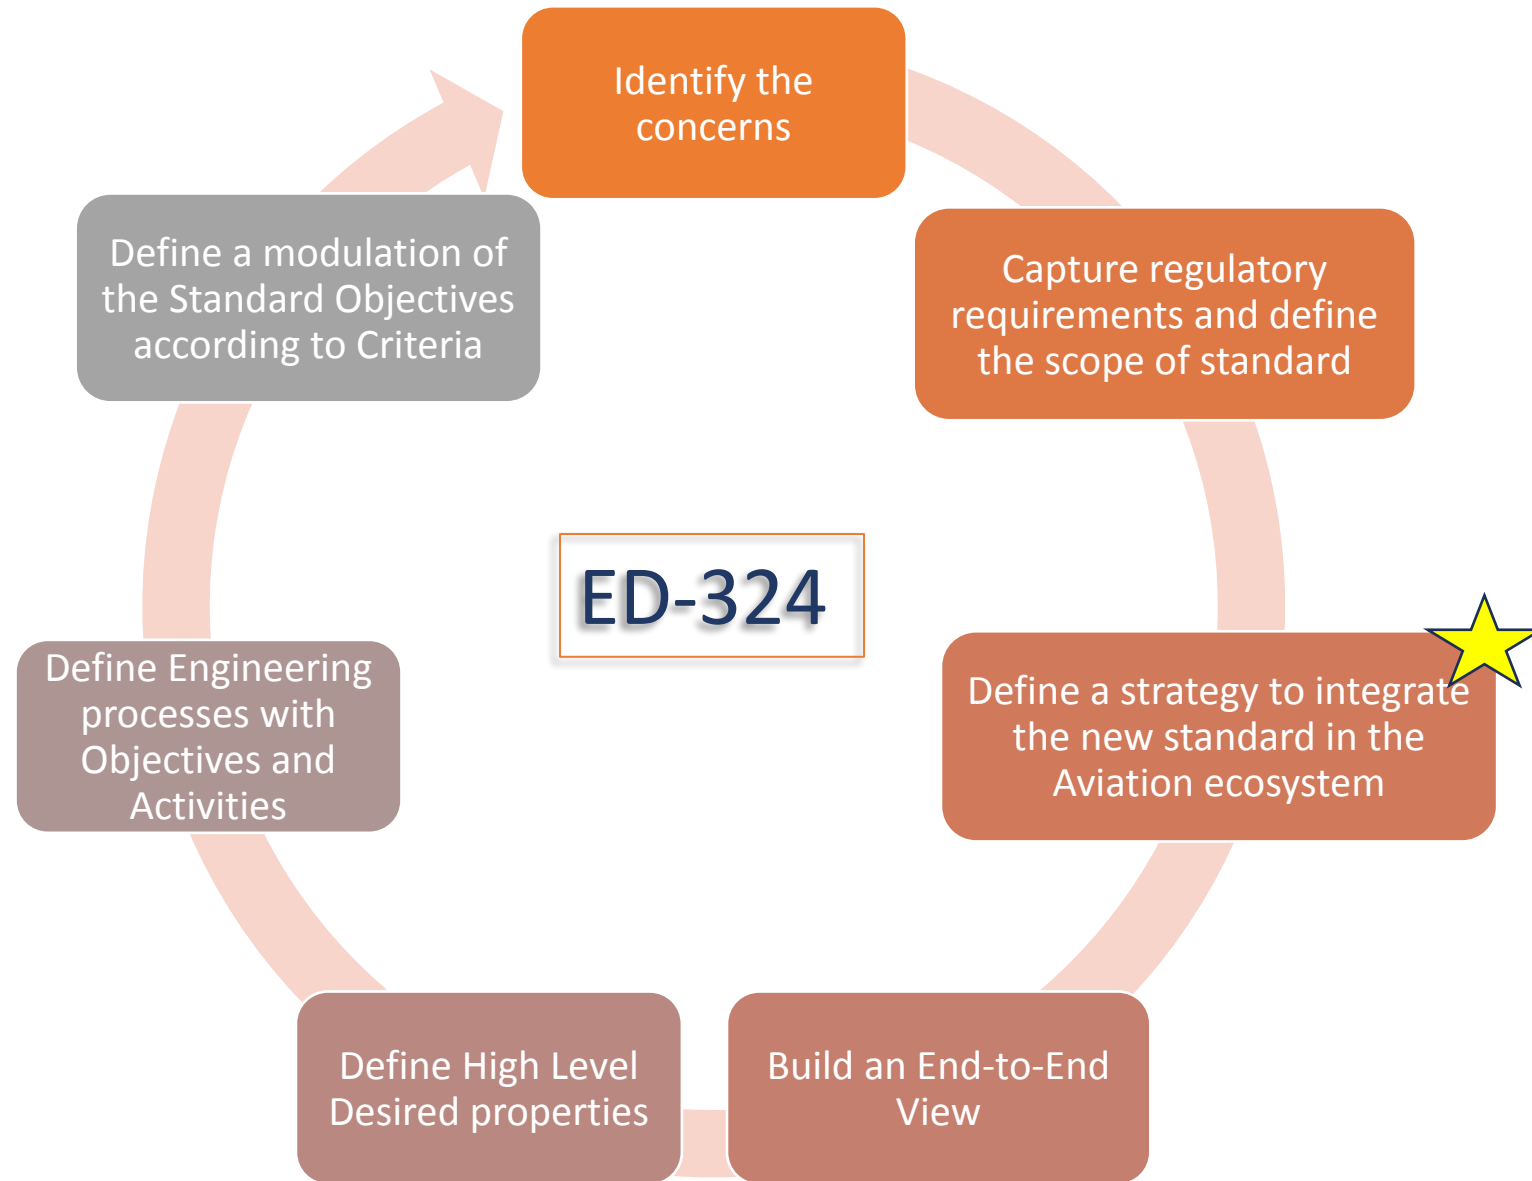 Identify the
concerns
Capture regulatory
requirements and define
the scope of standard
Define a strategy to integrate
the new standard in the
Aviation ecosystem
Build an End-to-End
View
Define High Level
Desired properties
Define Engineering
processes with
Objectives and
Activities
Define a modulation of
the Standard Objectives
according to Criteria
ED-324